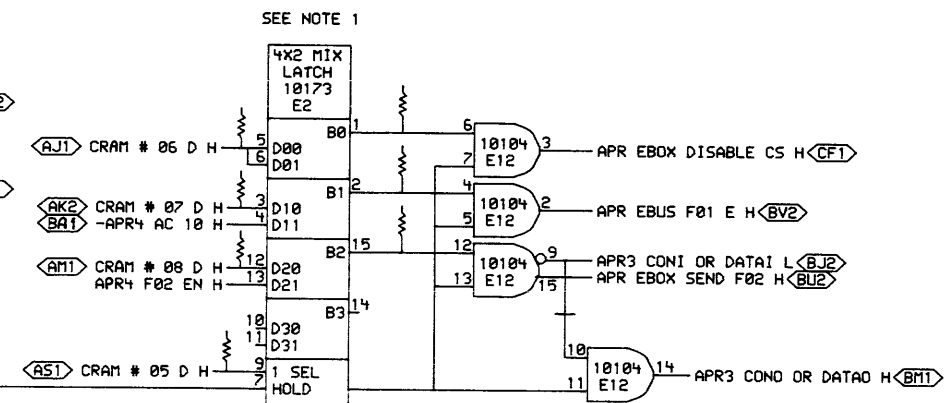 SEE NOTE 1
4X2 MIX
LATCH
10173
E2
AJ1 CRAM # 06 D H 5 D00 B0 1
6 D01
6 10104 3 APR EBOX DISABLE CS H CF1
7 E12
AK2 CRAM # 07 D H 3 D10 B1 2
BA1 -APR4 AC 10 H 4 D11
4 10104 2 APR EBUS F01 E H BV2
5 E12
AM1 CRAM # 08 D H 12 D20 B2 15
APR4 F02 EN H 13 D21
12 10104 9 APR3 CONI OR DATAI L BJ2
13 E12 15 APR EBOX SEND F02 H BU2
10 D30 B3 14
11 D31
AS1 CRAM # 05 D H 9 1 SEL
7 HOLD
10 10104 14 APR3 CONO OR DATAO H BM1
11 E12